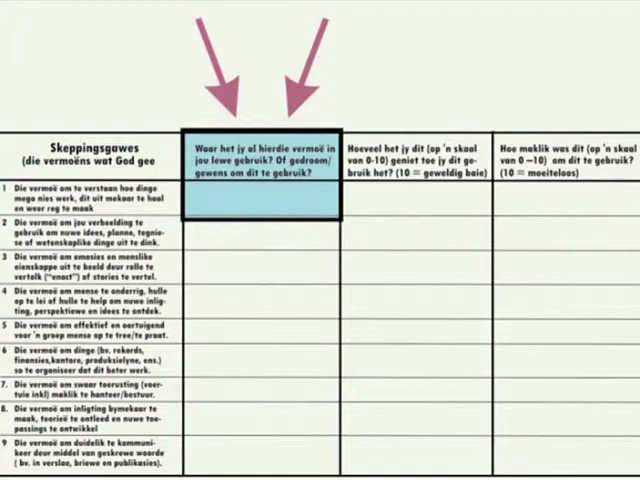 Skeppingsgawes
(die vermoëns wat God gee
Waar het jy al hierdie vermoë in
jou lewe gebruik? Of gedroom/
gewens om dit te gebruik?
Hoeveel het jy dit (op 'n skaal
van 0-10) geniet toe jy dit ge-
bruik het? (10 = geweldig baie)
Hoe maklik was dit (op 'n skaal
van 0 –10) om dit te gebruik?
(10 = moeiteloos)
1 Die vermoë om te verstaan hoe dinge
mega nies werk, dit uit mekaar te haal
en weer reg te maak
2 Die vermoë om jou verbeelding te
gebruik om nuwe idees, planne, tegnie-
se of wetenskaplike dinge uit te dink.
3 Die vermoë om emosies en menslike
eienskappe uit te beeld deur rolle te
vertolk ("enact") of stories te vertel.
4 Die vermoë om mense te onderrig, hulle
op te lei of hulle te help om nuwe inlig-
ting, perspektiewe en idees te ontdek.
5 Die vermoë om effektief en oortuigend
voor 'n groep mense op te tree/te praat.
6 Die vermoë om dinge (bv. rekords,
finansies,kantore, produksielyne, ens.)
so te organiseer dat dit beter werk.
7. Die vermoë om swaar toerusting (voer-
tuie inkl) maklik te hanteer/bestuur.
8. Die vermoë om inligting bymekaar te
maak, teorieë te ontleed en nuwe toe-
passings te ontwikkel
9 Die vermoë om duidelik te kommuni-
keer deur middel van geskrewe woorde
( bv. in verslae, briewe en publikasies).